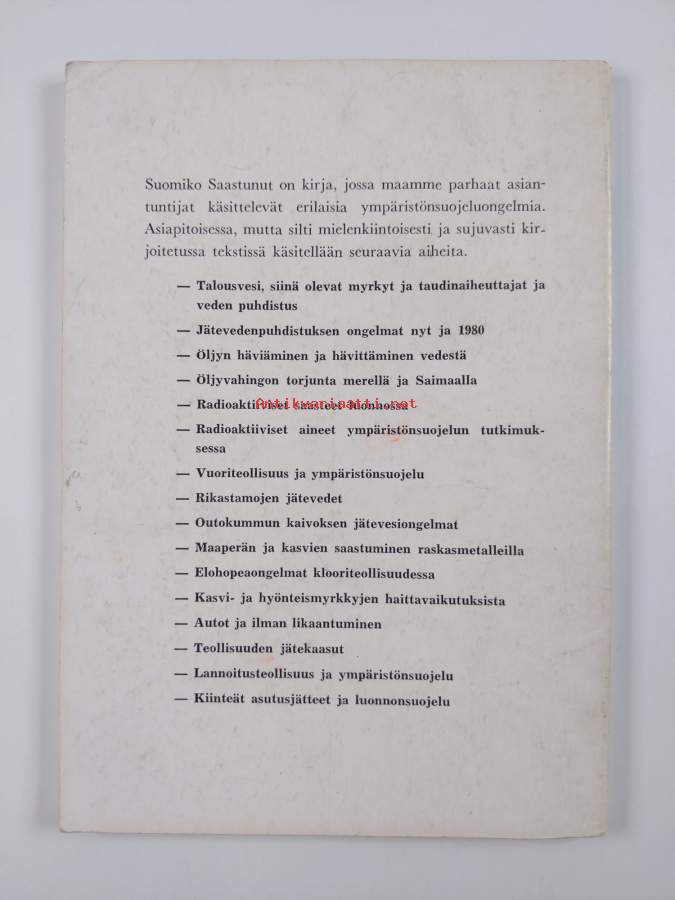 Suomiko Saastunut on kirja, jossa maamme parhaat asian-
tuntijat käsittelevät erilaisia ympäristönsuojeluongelmia.
Asiapitoisessa, mutta silti mielenkiintoisesti ja sujuvasti kir-
joitetussa tekstissä käsitellään seuraavia aiheita.
— Talousvesi, siinä olevat myrkyt ja taudinaiheuttajat ja
veden puhdistus
— Jätevedenpuhdistuksen ongelmat nyt ja 1980
— Öljyn häviäminen ja hävittäminen vedestä
— Öljyvahingon torjunta merellä ja Saimaalla
— Radioaktiiviset saasteet luonnossa
Antikvariaatti.net
— Radioaktiiviset aineet ympäristönsuojelun tutkimuk-
sessa
— Vuoriteollisuus ja ympäristönsuojelu
— Rikastamojen jätevedet
— Outokummun kaivoksen jätevesiongelmat
— Maaperän ja kasvien saastuminen raskasmetalleilla
— Elohopeaongelmat klooriteollisuudessa
— Kasvi- ja hyönteismyrkkyjen haittavaikutuksista
— Autot ja ilman likaantuminen
— Teollisuuden jätekaasut
— Lannoitusteollisuus ja ympäristönsuojelu
— Kiinteät asutusjätteet ja luonnonsuojelu